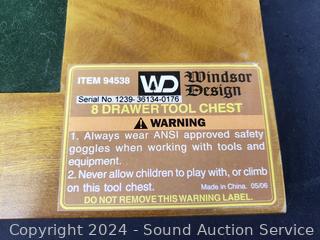 ITEM 94538
WD
Windsor
Design
Serial No 1239-36134-0176
8 DRAWER TOOL CHEST
WARNING
1. Always wear ANSI approved safety
goggles when working with tools and
equipment.
2. Never allow children to play with, or climb
on this tool chest.
Made in China. 05/06
DO NOT REMOVE THIS WARNING LABEL.
Copyright 2024 - Sound Auction Service